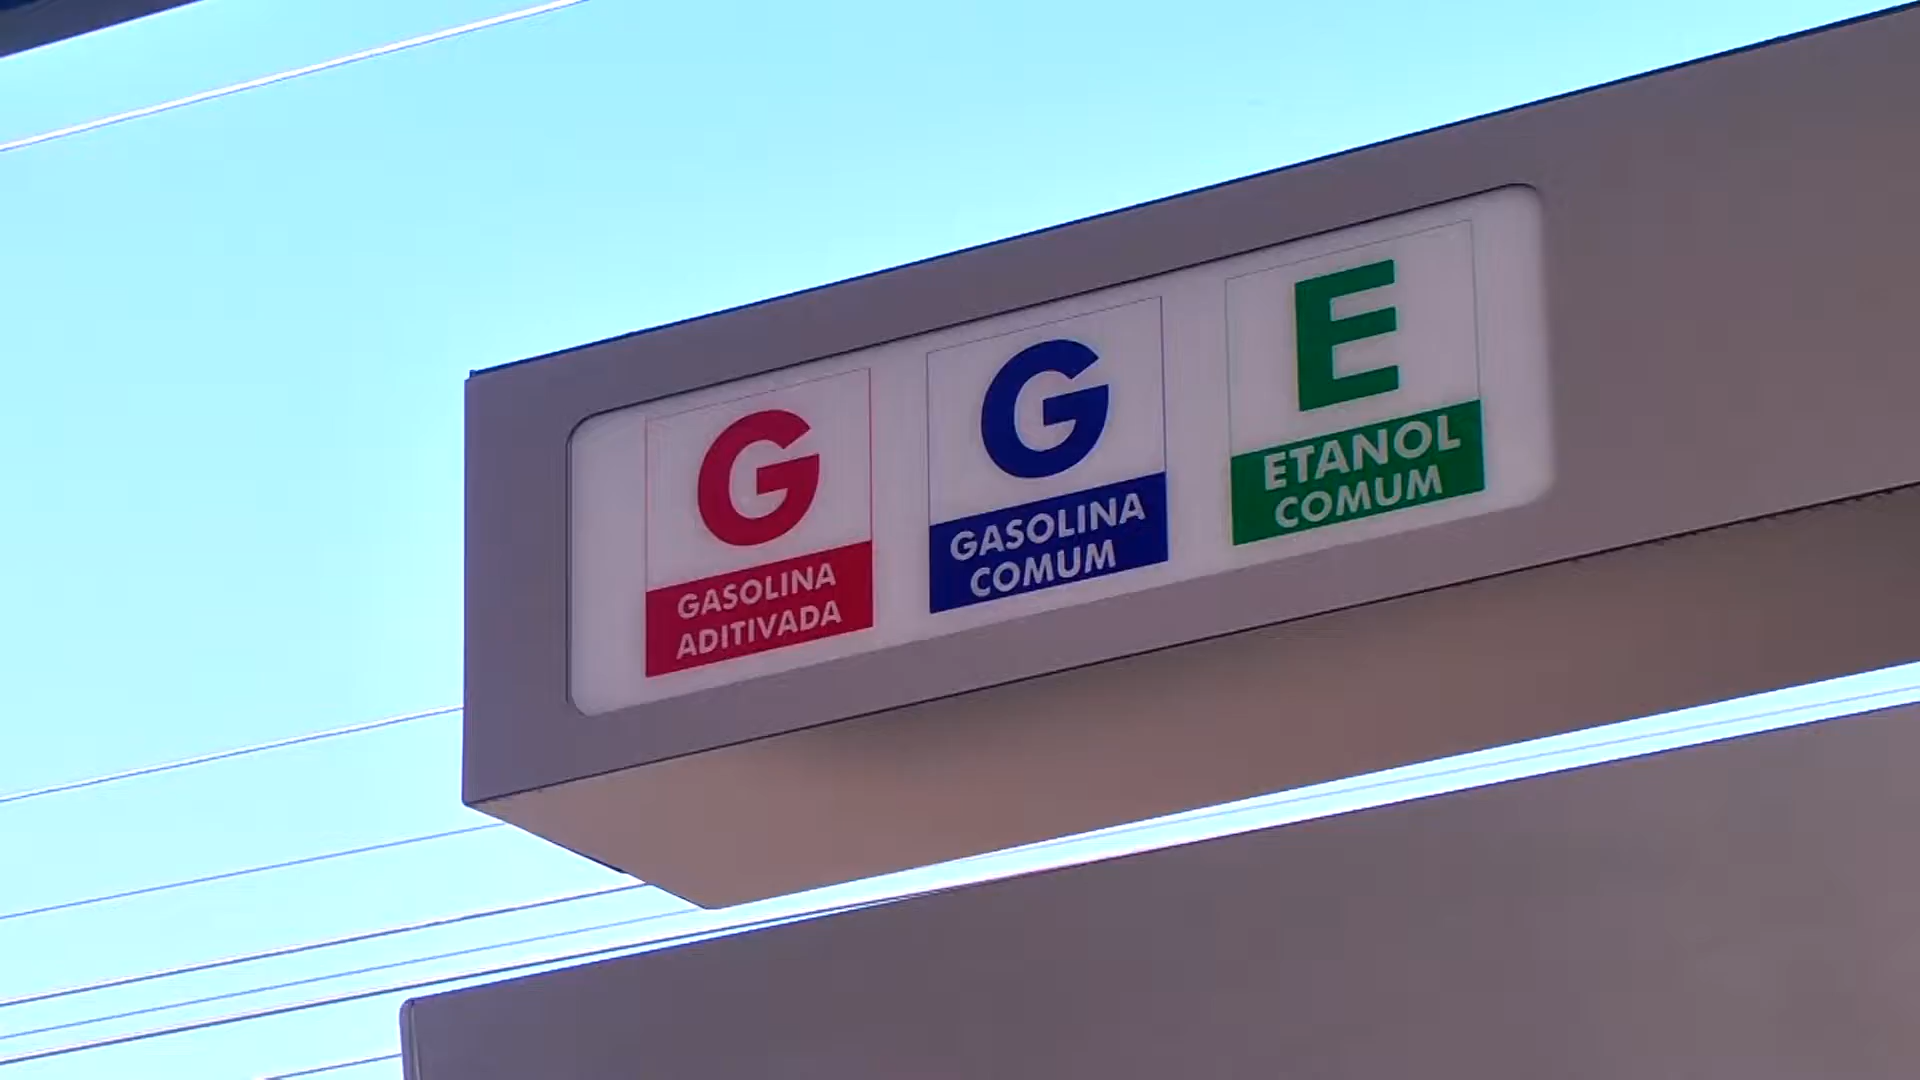 G
GASOLINA
ADITIVADA
G
GASOLINA
COMUM
E
ETANOL
COMUM